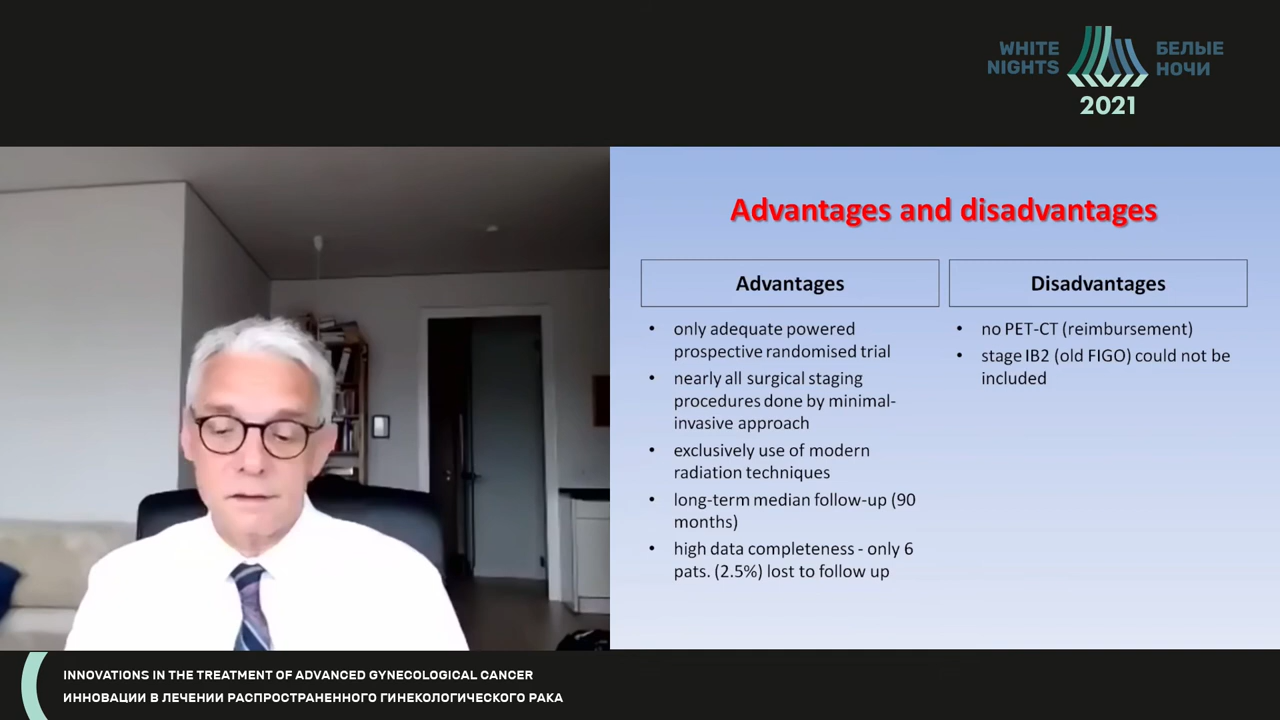 WHITE
NIGHTS
БЕЛЫЕ
НОЧИ
2021
Advantages and disadvantages
Advantages
• only adequate powered
prospective randomised trial
• nearly all surgical staging
procedures done by minimal-
invasive approach
• exclusively use of modern
radiation techniques
• long-term median follow-up (90
months)
• high data completeness - only 6
pats. (2.5%) lost to follow up
Disadvantages
• no PET-CT (reimbursement)
• stage IB2 (old FIGO) could not be
included
INNOVATIONS IN THE TREATMENT OF ADVANCED GYNECOLOGICAL CANCER
ИННОВАЦИИ В ЛЕЧЕНИИ РАСПРОСТРАНЕННОГО ГИНЕКОЛОГИЧЕСКОГО РАКА